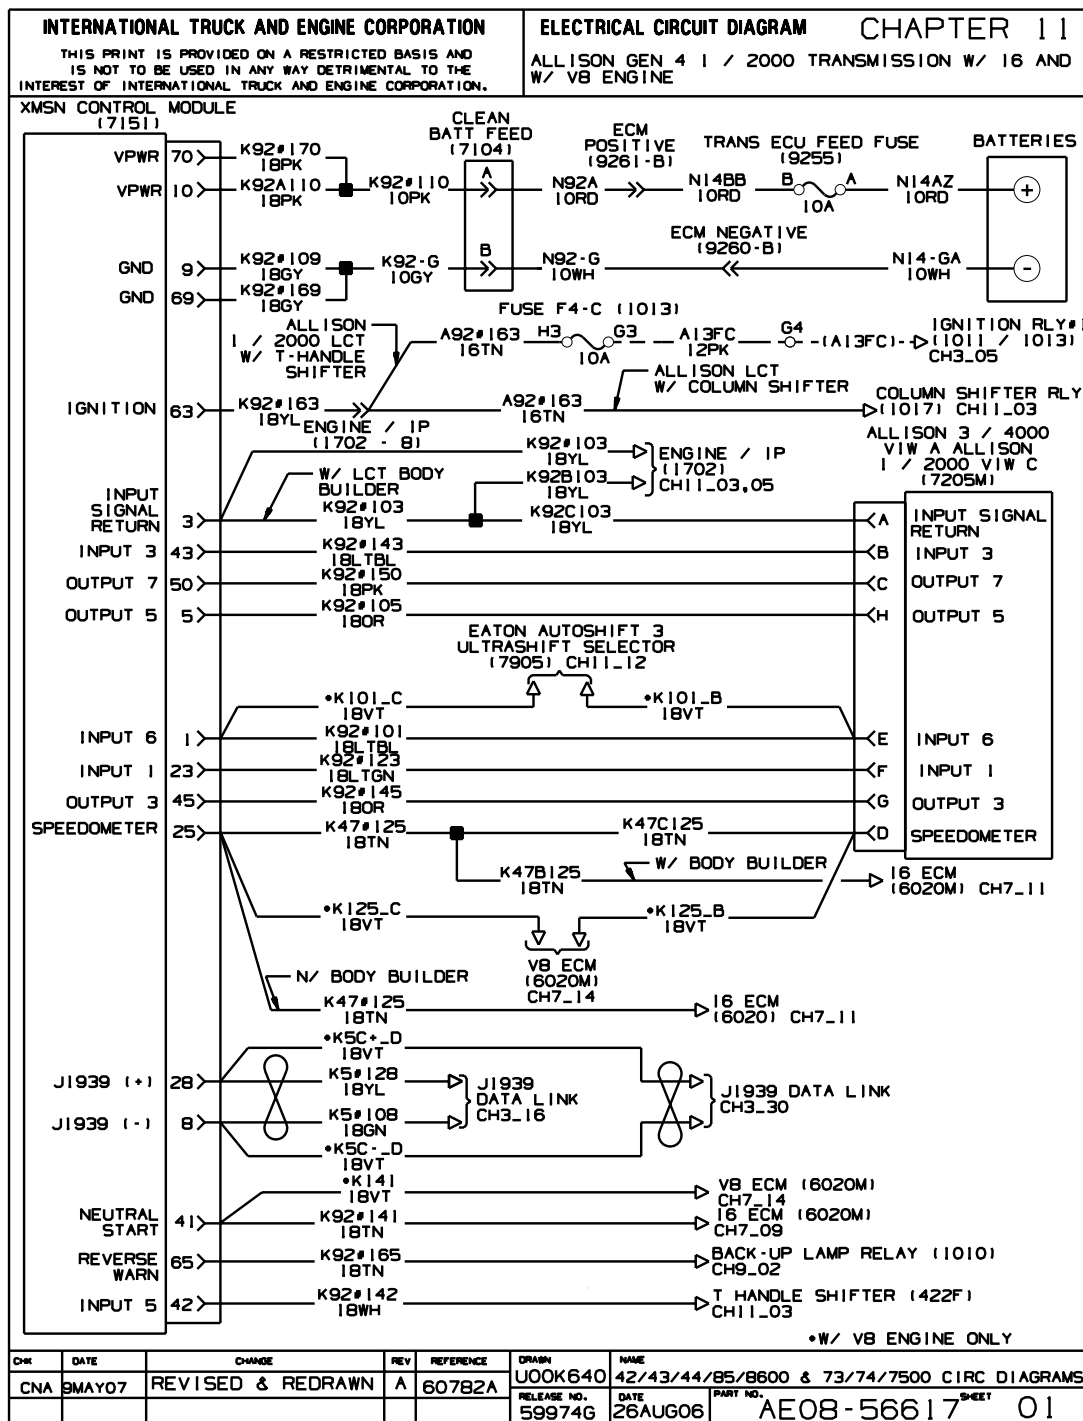 INTERNATIONAL TRUCK AND ENGINE CORPORATION
THIS PRINT IS PROVIDED ON A RESTRICTED BASIS AND
IS NOT TO BE USED IN ANY WAY DETRIMENTAL TO THE
INTEREST OF INTERNATIONAL TRUCK AND ENGINE CORPORATION.
ELECTRICAL CIRCUIT DIAGRAM CHAPTER 11
ALLISON GEN 4 1 / 2000 TRANSMISSION W/ I6 AND
W/ V8 ENGINE
XMSN CONTROL MODULE
(7151)
CLEAN
BATT FEED
(7104)
ECM
POSITIVE
(9261-B)
TRANS ECU FEED FUSE
(9255)
BATTERIES
VPWR 70 K92#170
18PK
VPWR 10 K92A110
18PK
K92#110
10PK
A
N92A
10RD
N14BB
10RD
B A
10A
N14AZ
10RD
+
ECM NEGATIVE
(9260-B)
GND 9 K92#109
18GY
K92-G
10GY
B
N92-G
10WH
N14-GA
10WH
-
GND 69 K92#169
18GY
FUSE F4-C (1013)
ALLISON
1 / 2000 LCT
W/ T-HANDLE
SHIFTER
A92#163
16TN
H3 G3
10A
A13FC
12PK
G4
(A13FC)
IGNITION RLY#1
(1011 / 1013)
CH3_05
ALLISON LCT
W/ COLUMN SHIFTER
IGNITION 63 K92#163
18YL
A92#163
16TN
COLUMN SHIFTER RLY
(1017) CH11_03
ENGINE / IP
(1702 - 8)
K92#103
18YL
K92B103
18YL
ENGINE / IP
(1702)
CH11_03,05
ALLISON 3 / 4000
VIW A ALLISON
1 / 2000 VIW C
(7205M)
W/ LCT BODY
BUILDER
INPUT
SIGNAL
RETURN 3 K92#103
18YL
K92C103
18YL
A INPUT SIGNAL
RETURN
INPUT 3 43 K92#143
18LTBL
B INPUT 3
OUTPUT 7 50 K92#150
18PK
C OUTPUT 7
OUTPUT 5 5 K92#105
18OR
H OUTPUT 5
EATON AUTOSHIFT 3
ULTRASHIFT SELECTOR
(7905) CH11_12
•K101_C
18VT
•K101_B
18VT
INPUT 6 1 K92#101
18LTBL
E INPUT 6
INPUT 1 23 K92#123
18LTGN
F INPUT 1
OUTPUT 3 45 K92#145
18OR
G OUTPUT 3
SPEEDOMETER 25 K47#125
18TN
K47C125
18TN
D SPEEDOMETER
K47B125
18TN
W/ BODY BUILDER
I6 ECM
(6020M) CH7_11
•K125_C
18VT
•K125_B
18VT
V8 ECM
(6020M)
CH7_14
N/ BODY BUILDER
K47#125
18TN
I6 ECM
(6020) CH7_11
•K5C+_D
18VT
J1939 (+) 28 K5#128
18YL
J1939
DATA LINK
CH3_16
J1939 DATA LINK
CH3_30
J1939 (-) 8 K5#108
18GN
•K5C-_D
18VT
•K141
18VT
V8 ECM (6020M)
CH7_14
NEUTRAL
START 41 K92#141
18TN
I6 ECM (6020M)
CH7_09
REVERSE
WARN 65 K92#165
18TN
BACK-UP LAMP RELAY (1010)
CH9_02
INPUT 5 42 K92#142
18WH
T HANDLE SHIFTER (422F)
CH11_03
•W/ V8 ENGINE ONLY
CHK DATE CHANGE REV REFERENCE
CNA 9MAY07 REVISED & REDRAWN A 60782A
DRAWN
U00K640
NAME
42/43/44/85/8600 & 73/74/7500 CIRC DIAGRAMS
RELEASE NO.
59974G
DATE
26AUG06
PART NO.
AE08-56617
SHEET
01